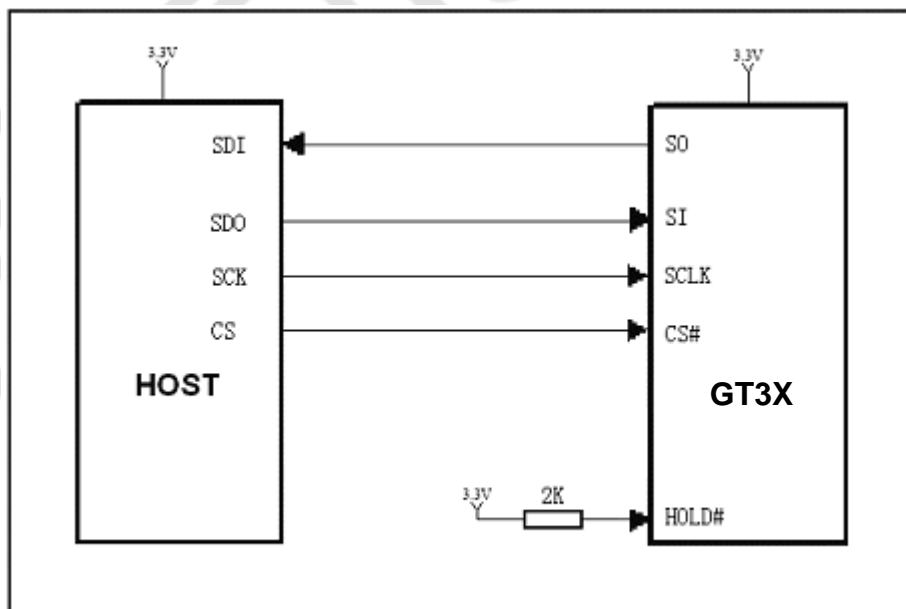 3.3V
3.3V
SDI
SO
SDO
SI
SCK
SCLK
CS
CS#
HOST
GT3X
3.3V
2K
HOLD#